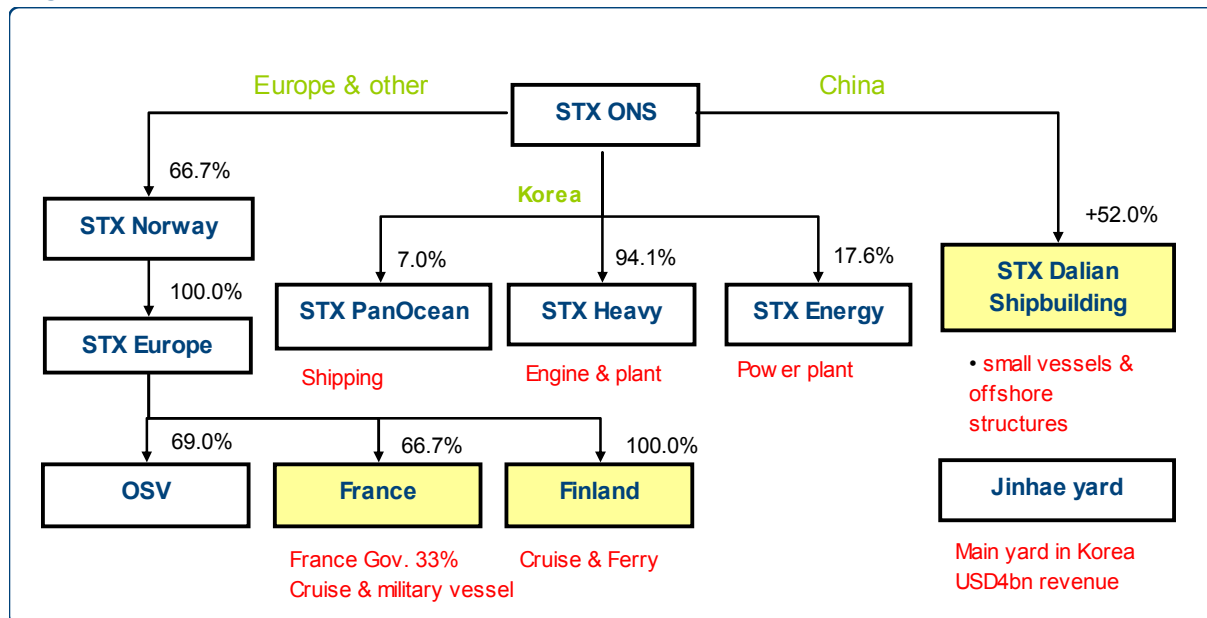 Europe & other
STX ONS
China
66.7%
Korea
+52.0%
STX Norway
7.0%
94.1%
17.6%
STX Dalian
Shipbuilding
100.0%
STX PanOcean
STX Heavy
STX Energy
STX Europe
Shipping
Engine & plant
Power plant
• small vessels &
offshore
structures
69.0%
66.7%
100.0%
OSV
France
Finland
Jinhae yard
France Gov. 33%
Cruise & military vessel
Cruise & Ferry
Main yard in Korea
USD4bn revenue